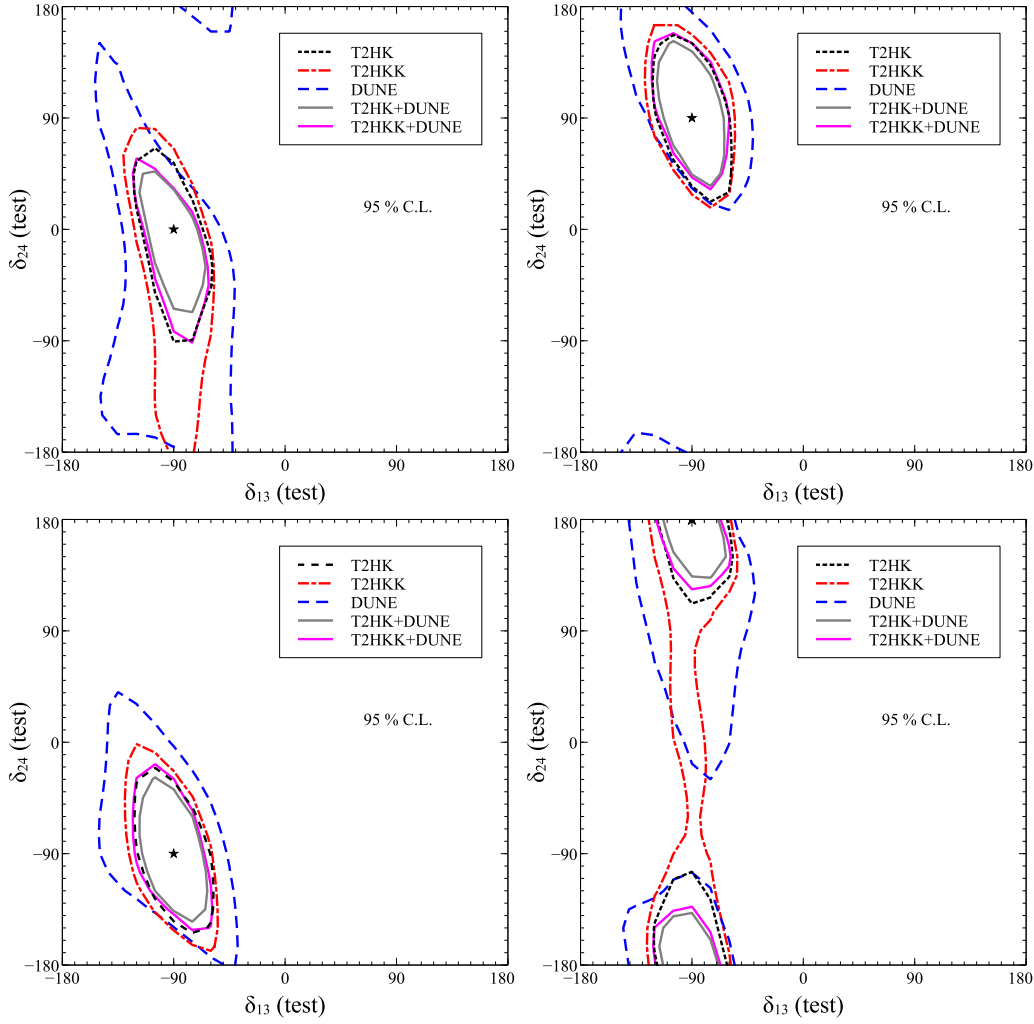 180
90
0
−90
−180
−180
−90
0
90
180
δ24 (test)
δ13 (test)
T2HK
T2HKK
DUNE
T2HK+DUNE
T2HKK+DUNE
95 % C.L.
180
90
0
−90
−180
−180
−90
0
90
180
δ24 (test)
δ13 (test)
T2HK
T2HKK
DUNE
T2HK+DUNE
T2HKK+DUNE
95 % C.L.
180
90
0
−90
−180
−180
−90
0
90
180
δ24 (test)
δ13 (test)
T2HK
T2HKK
DUNE
T2HK+DUNE
T2HKK+DUNE
95 % C.L.
180
90
0
−90
−180
−180
−90
0
90
180
δ24 (test)
δ13 (test)
T2HK
T2HKK
DUNE
T2HK+DUNE
T2HKK+DUNE
95 % C.L.